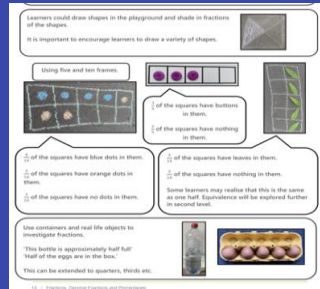 Learners could draw shapes in the playground and shade in fractions
of the shapes.
It is important to encourage learners to draw a variety of shapes.
Using five and ten frames.
of the squares have buttons
in them.
of the squares have nothing
in them.
of the squares have blue dots in them.
of the squares have orange dots in
them.
of the squares have no dots in them.
of the squares have leaves in them.
of the squares have nothing in them.
Some learners may realise that this is the same
as one half. Equivalence will be explored further
in second level.
Use containers and real life objects to
investigate fractions.
'This bottle is approximately half full'
'Half of the eggs are in the box.'
This can be extended to quarters, thirds etc.
Fractions, Decimal Fractions and Percentages